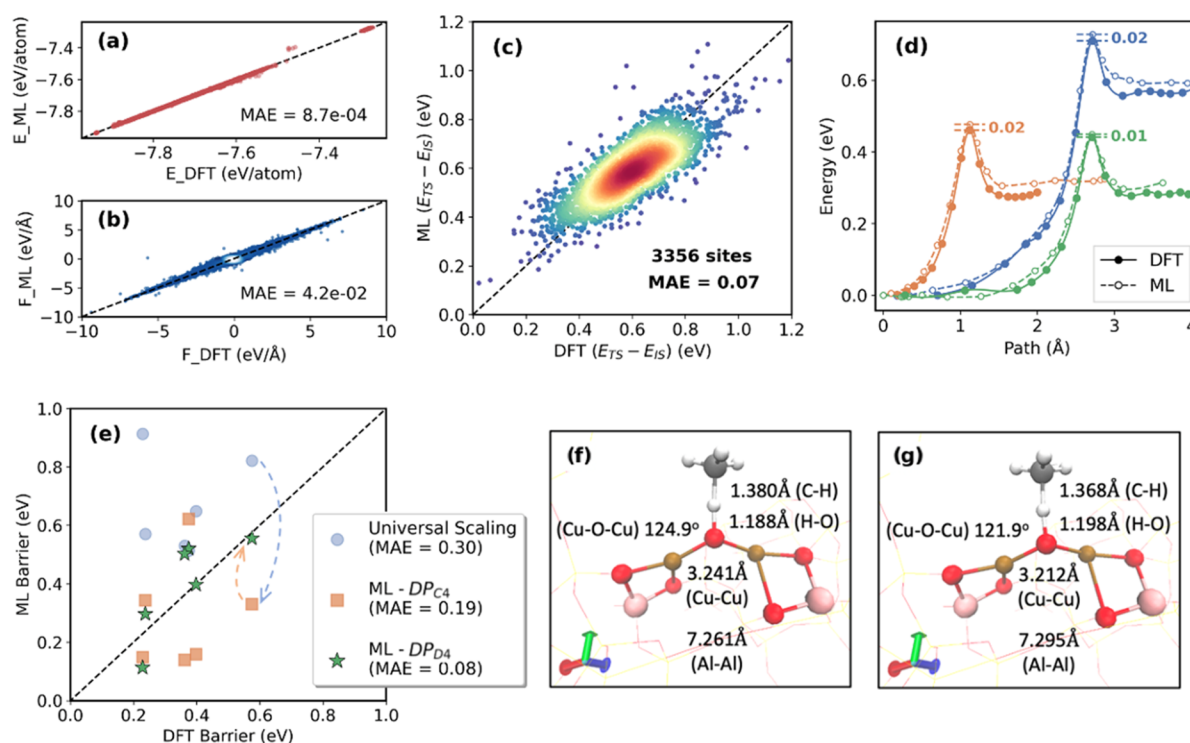 (a)
E_ML (eV/atom)
−7.4
−7.6
−7.8
MAE = 8.7e-04
−7.8
−7.6
−7.4
E_DFT (eV/atom)
(b)
F_ML (eV/Å)
10
5
0
−5
−10
MAE = 4.2e-02
−10
−5
0
5
10
F_DFT (eV/Å)
(c)
ML (E_TS − E_IS) (eV)
1.2
1.0
0.8
0.6
0.4
0.2
0.0
3356 sites
MAE = 0.07
0.0
0.2
0.4
0.6
0.8
1.0
1.2
DFT (E_TS − E_IS) (eV)
(d)
Energy (eV)
0.6
0.4
0.2
0.0
0.02
0.02
0.01
DFT
ML
0
1
2
3
4
Path (Å)
(e)
ML Barrier (eV)
1.0
0.8
0.6
0.4
0.2
0.0
0.0
0.2
0.4
0.6
0.8
1.0
DFT Barrier (eV)
Universal Scaling
(MAE = 0.30)
ML - DP_C4
(MAE = 0.19)
ML - DP_D4
(MAE = 0.08)
(f)
1.380Å (C-H)
(Cu-O-Cu) 124.9°
1.188Å (H-O)
3.241Å
(Cu-Cu)
7.261Å
(Al-Al)
(g)
1.368Å (C-H)
(Cu-O-Cu) 121.9°
1.198Å (H-O)
3.212Å
(Cu-Cu)
7.295Å
(Al-Al)